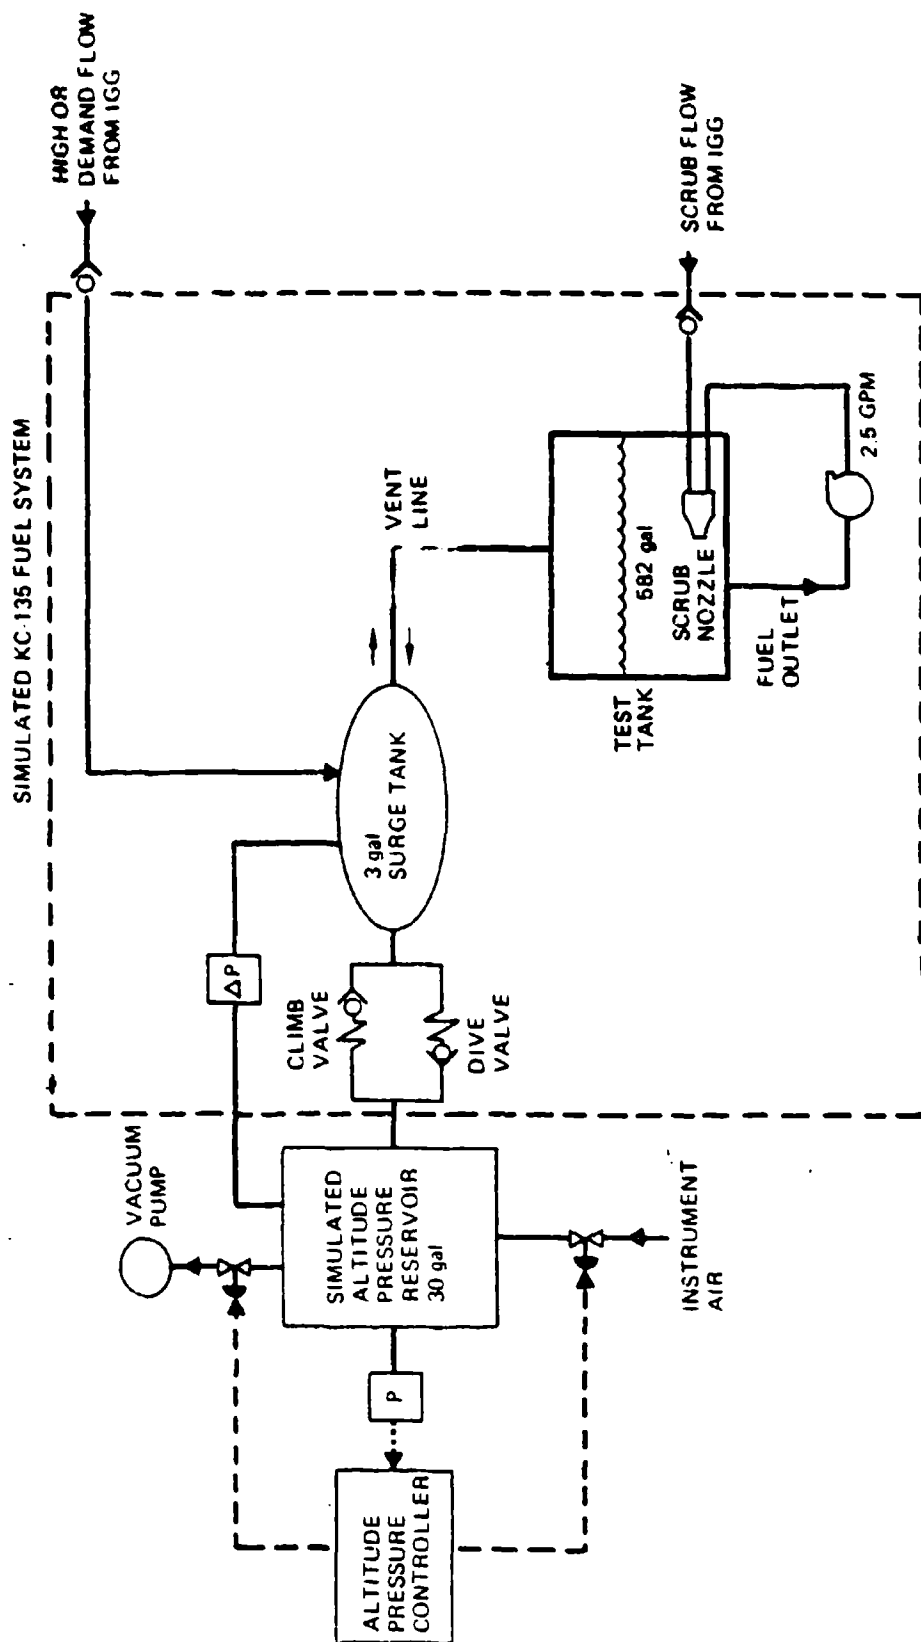 SIMULATED KC-135 FUEL SYSTEM
HIGH OR
DEMAND FLOW
FROM IGG
VACUUM
PUMP
ΔP
CLIMB
VALVE
3 gal
SURGE TANK
VENT
LINE
SCRUB FLOW
FROM IGG
ALTITUDE
PRESSURE
CONTROLLER
P
SIMULATED
ALTITUDE
PRESSURE
RESERVOIR
30 gal
DIVE
VALVE
TEST
TANK
582 gal
SCRUB
NOZZLE
FUEL
OUTLET
2.5 GPM
INSTRUMENT
AIR